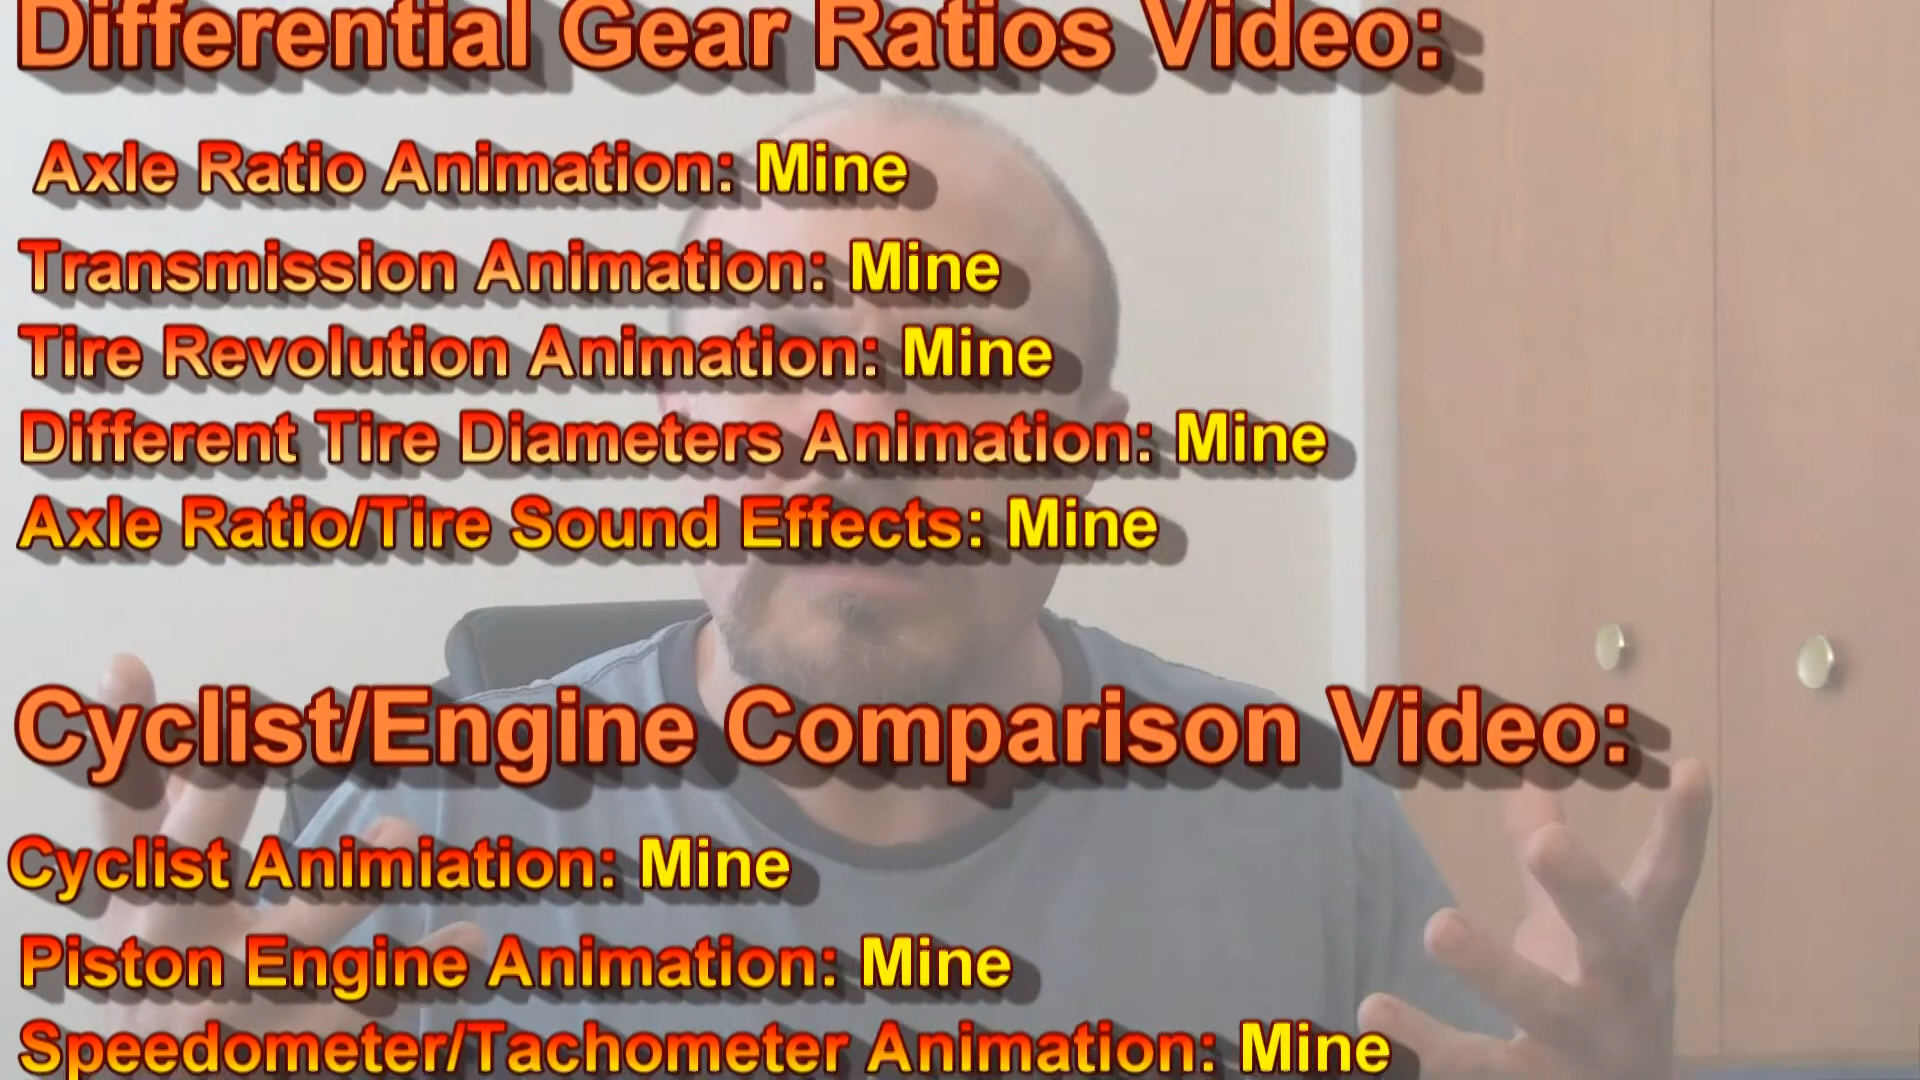 Differential Gear Ratios Video:
Axle Ratio Animation: Mine
Transmission Animation: Mine
Tire Revolution Animation: Mine
Different Tire Diameters Animation: Mine
Axle Ratio/Tire Sound Effects: Mine
Cyclist/Engine Comparison Video:
Cyclist Animiation: Mine
Piston Engine Animation: Mine
Speedometer/Tachometer Animation: Mine